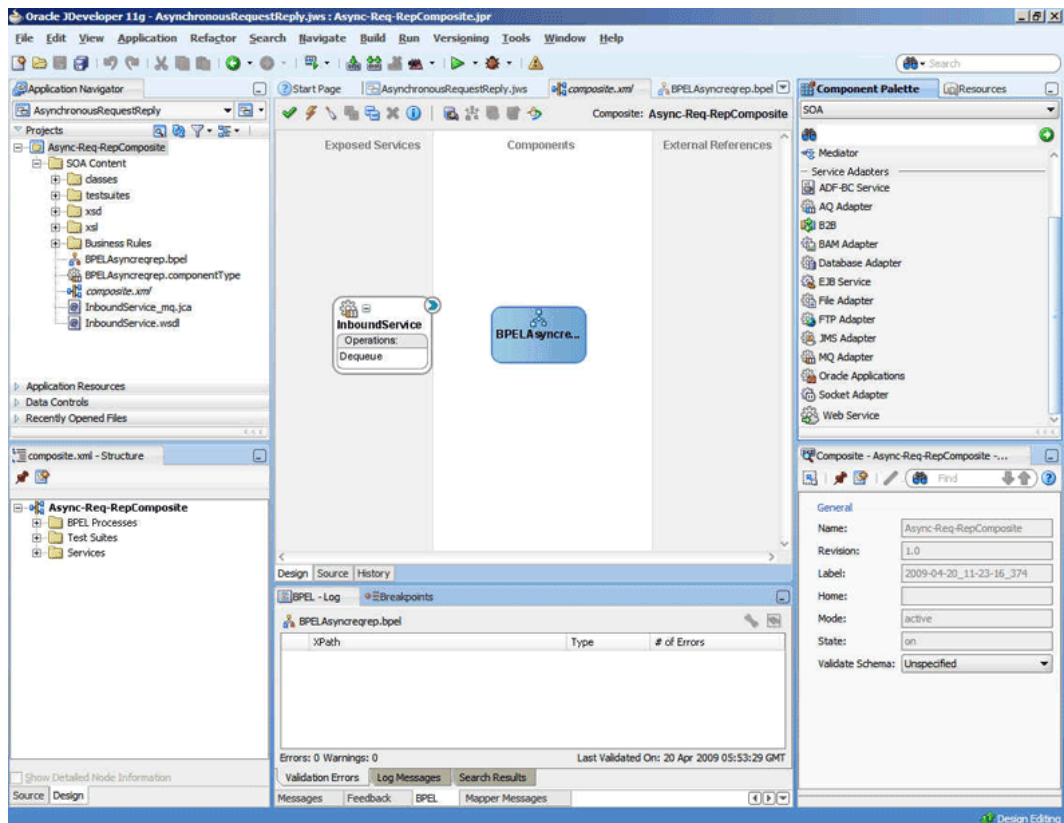 Oracle JDeveloper 11g - AsynchronousRequestReply.jws : Async-Req-RepComposite.jpr
File Edit View Application Refactor Search Navigate Build Run Versioning Tools Window Help
Search
Application Navigator
AsynchronousRequestReply
Projects
Async-Req-RepComposite
SOA Content
classes
testsuites
xsd
xsl
Business Rules
BPELAsyncreqrep.bpel
BPELAsyncreqrep.componentType
composite.xml
InboundService_mq.jca
InboundService.wsdl
Application Resources
Data Controls
Recently Opened Files
composite.xml - Structure
Async-Req-RepComposite
BPEL Processes
Test Suites
Services
Show Detailed Node Information
Source Design
Start Page AsynchronousRequestReply.jws composite.xml BPELAsyncreqrep.bpel
Composite: Async-Req-RepComposite
Exposed Services Components External References
InboundService
Operations:
Dequeue
BPELAsyncre...
Design Source History
BPEL - Log Breakpoints
BPELAsyncreqrep.bpel
XPath Type # of Errors
Errors: 0 Warnings: 0 Last Validated On: 20 Apr 2009 05:53:29 GMT
Validation Errors Log Messages Search Results
Messages Feedback BPEL Mapper Messages
Component Palette Resources
SOA
Mediator
Service Adapters
ADF-BC Service
AQ Adapter
B2B
BAM Adapter
Database Adapter
EJB Service
File Adapter
FTP Adapter
JMS Adapter
MQ Adapter
Oracle Applications
Socket Adapter
Web Service
Composite - Async-Req-RepComposite -...
Find
General
Name: Async-Req-RepComposite
Revision: 1.0
Label: 2009-04-20_11-23-16_374
Home:
Mode: active
State: on
Validate Schema: Unspecified
Design Editing